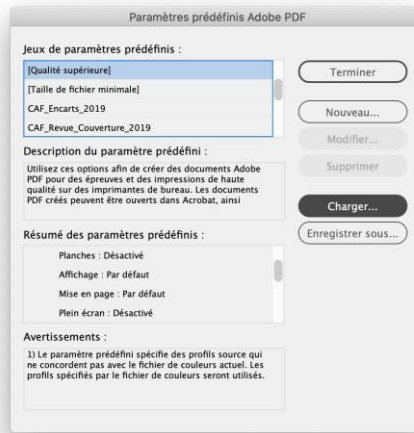 Paramètres prédéfinis Adobe PDF
Jeux de paramètres prédéfinis :
[Qualité supérieure]
[Taille de fichier minimale]
CAF_Encarts_2019
CAF_Revue_Couverture_2019
Terminer
Nouveau...
Modifier...
Supprimer
Charger...
Enregistrer sous...
Description du paramètre prédéfini :
Utilisez ces options afin de créer des documents Adobe
PDF pour des épreuves et des impressions de haute
qualité sur des imprimantes de bureau. Les documents
PDF créés peuvent être ouverts dans Acrobat, ainsi
Résumé des paramètres prédéfinis :
Planches : Désactivé
Affichage : Par défaut
Mise en page : Par défaut
Plein écran : Désactivé
Avertissements :
1) Le paramètre prédéfini spécifie des profils source qui
ne concordent pas avec le fichier de couleurs actuel. Les
profils spécifiés par le fichier de couleurs seront utilisés.